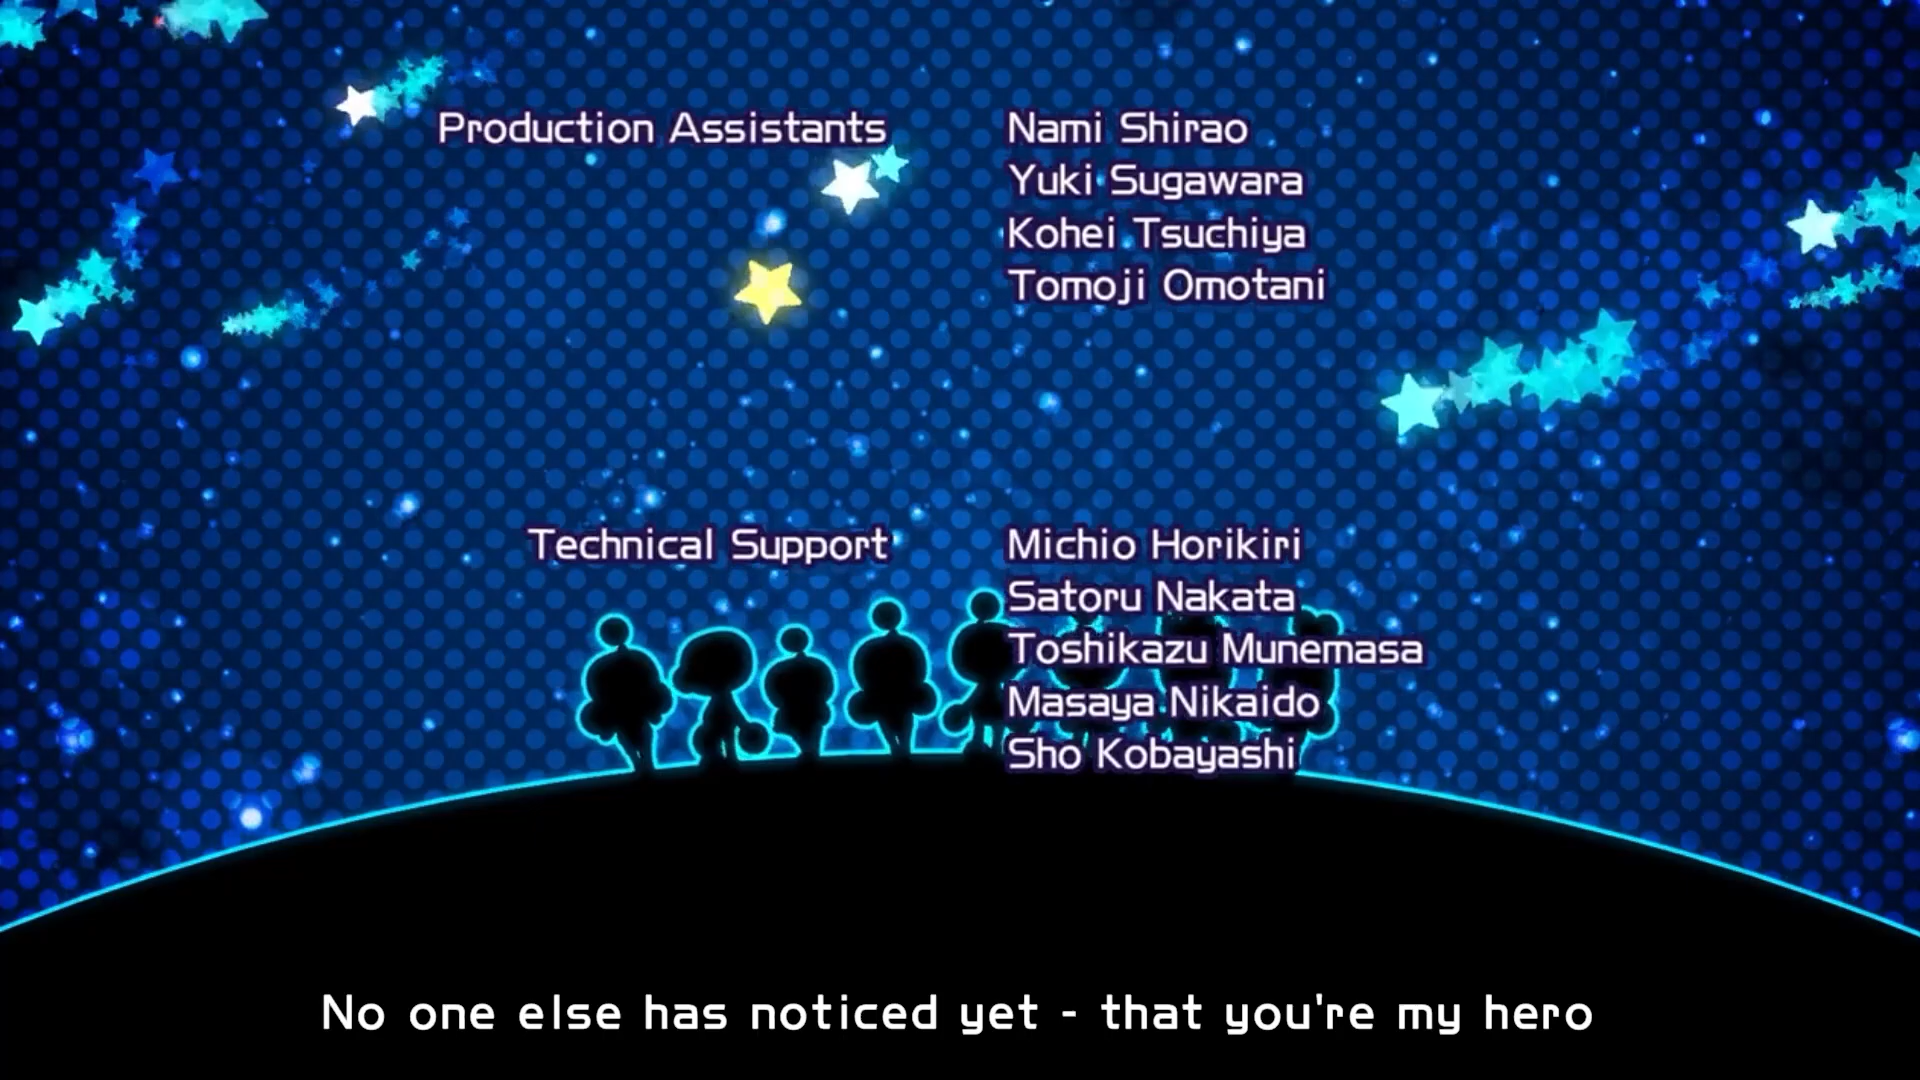 Production Assistants
Nami Shirao
Yuki Sugawara
Kohei Tsuchiya
Tomoji Omotani
Technical Support
Michio Horikiri
Satoru Nakata
Toshikazu Munemasa
Masaya Nikaido
Sho Kobayashi
No one else has noticed yet - that you're my hero